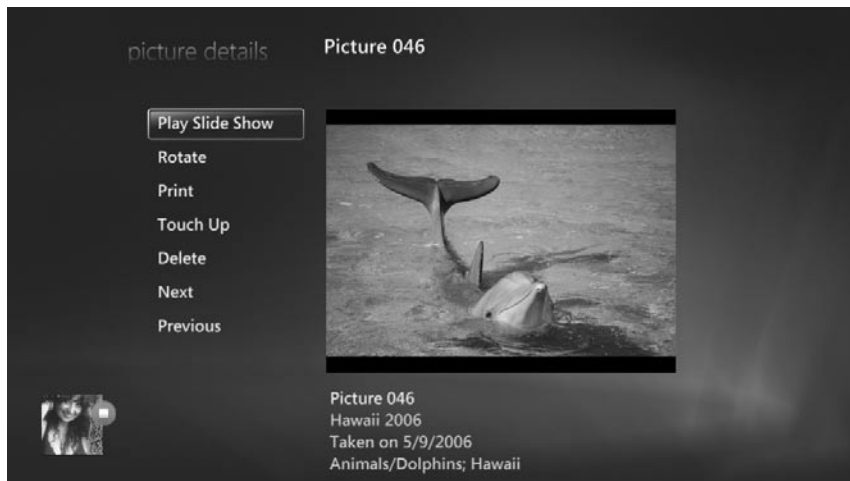 picture details
Picture 046
Play Slide Show
Rotate
Print
Touch Up
Delete
Next
Previous
Picture 046
Hawaii 2006
Taken on 5/9/2006
Animals/Dolphins; Hawaii